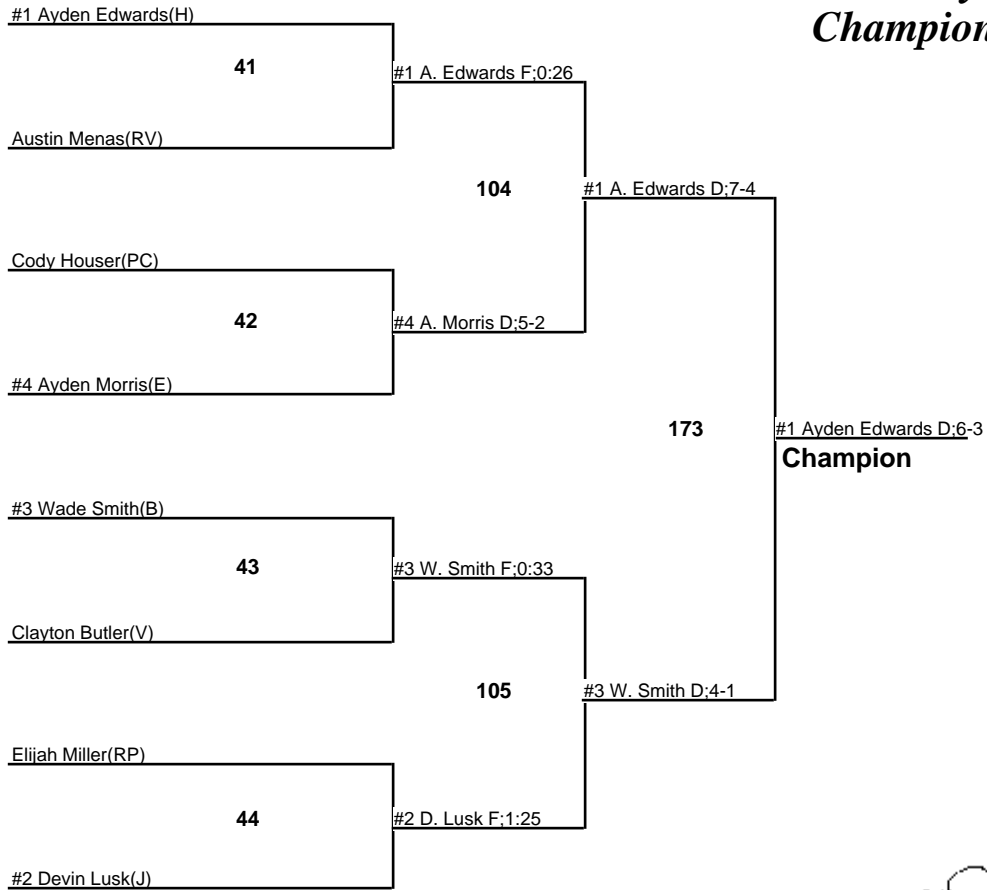 #1 Ayden Edwards(H)
Champion
41
#1 A. Edwards F;0:26
Austin Menas(RV)
104
#1 A. Edwards D;7-4
Cody Houser(PC)
42
#4 A. Morris D;5-2
#4 Ayden Morris(E)
173
#1 Ayden Edwards D;6-3
Champion
#3 Wade Smith(B)
43
#3 W. Smith F;0:33
Clayton Butler(V)
105
#3 W. Smith D;4-1
Elijah Miller(RP)
44
#2 D. Lusk F;1:25
#2 Devin Lusk(J)